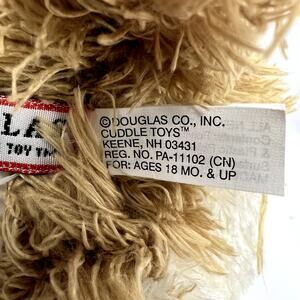 LAS
TOY
©DOUGLAS CO., INC.
CUDDLE TOYS™
KEENE, NH 03431
REG. NO. PA-11102 (CN)
FOR: AGES 18 MO. & UP